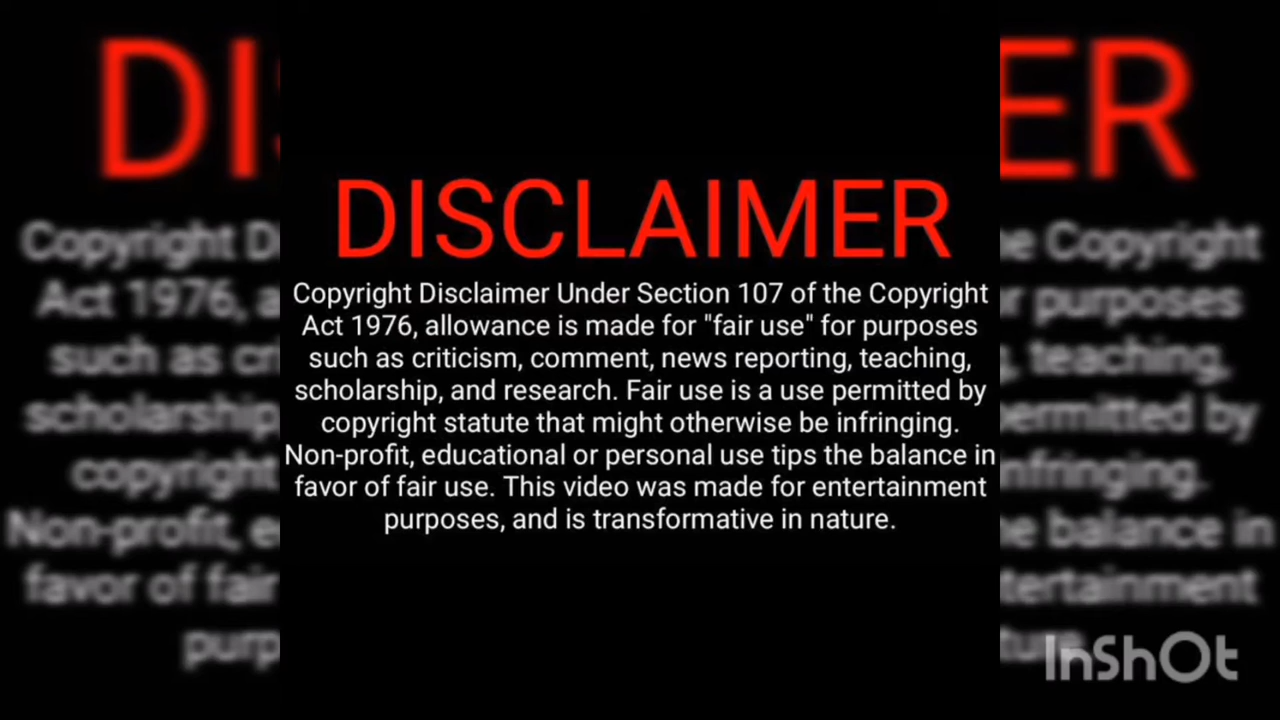 DISCLAIMER
Copyright Disclaimer Under Section 107 of the Copyright
Act 1976, allowance is made for "fair use" for purposes
such as criticism, comment, news reporting, teaching,
scholarship, and research. Fair use is a use permitted by
copyright statute that might otherwise be infringing.
Non-profit, educational or personal use tips the balance in
favor of fair use. This video was made for entertainment
purposes, and is transformative in nature.
InShOt